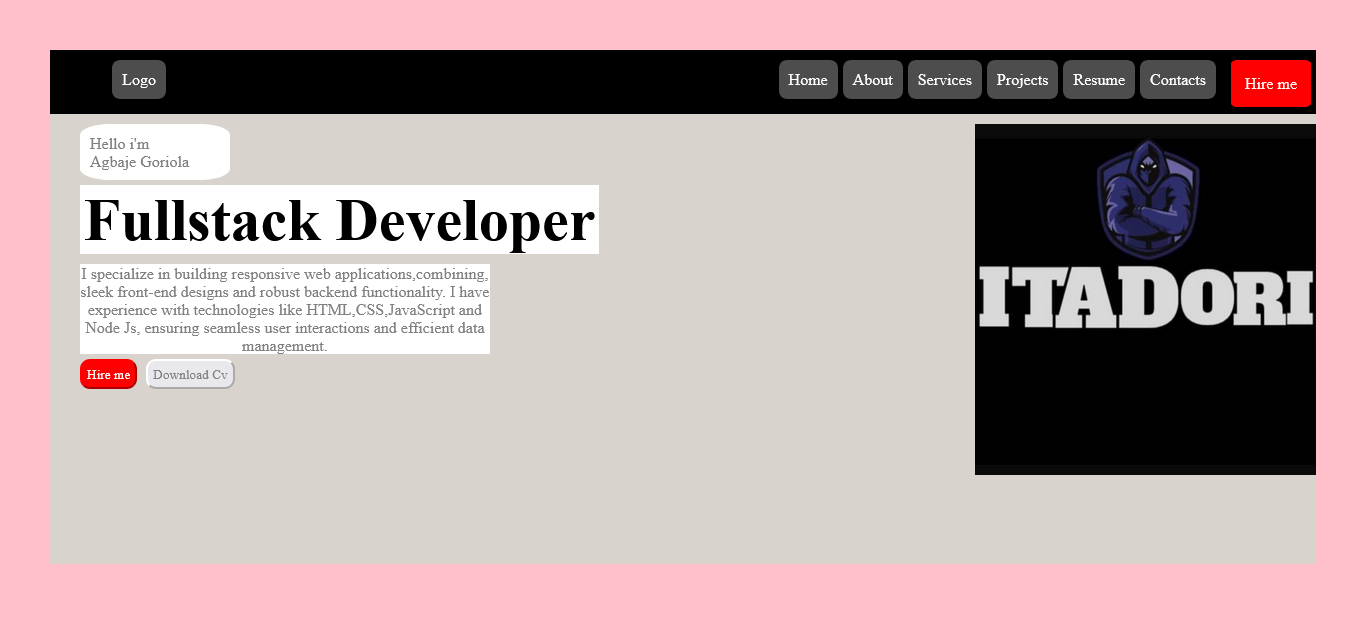 Logo
Home
About
Services
Projects
Resume
Contacts
Hire me
Hello i'm
Agbaje Goriola
Fullstack Developer
I specialize in building responsive web applications,combining,
sleek front-end designs and robust backend functionality. I have
experience with technologies like HTML,CSS,JavaScript and
Node Js, ensuring seamless user interactions and efficient data
management.
Hire me
Download Cv
ITADORI